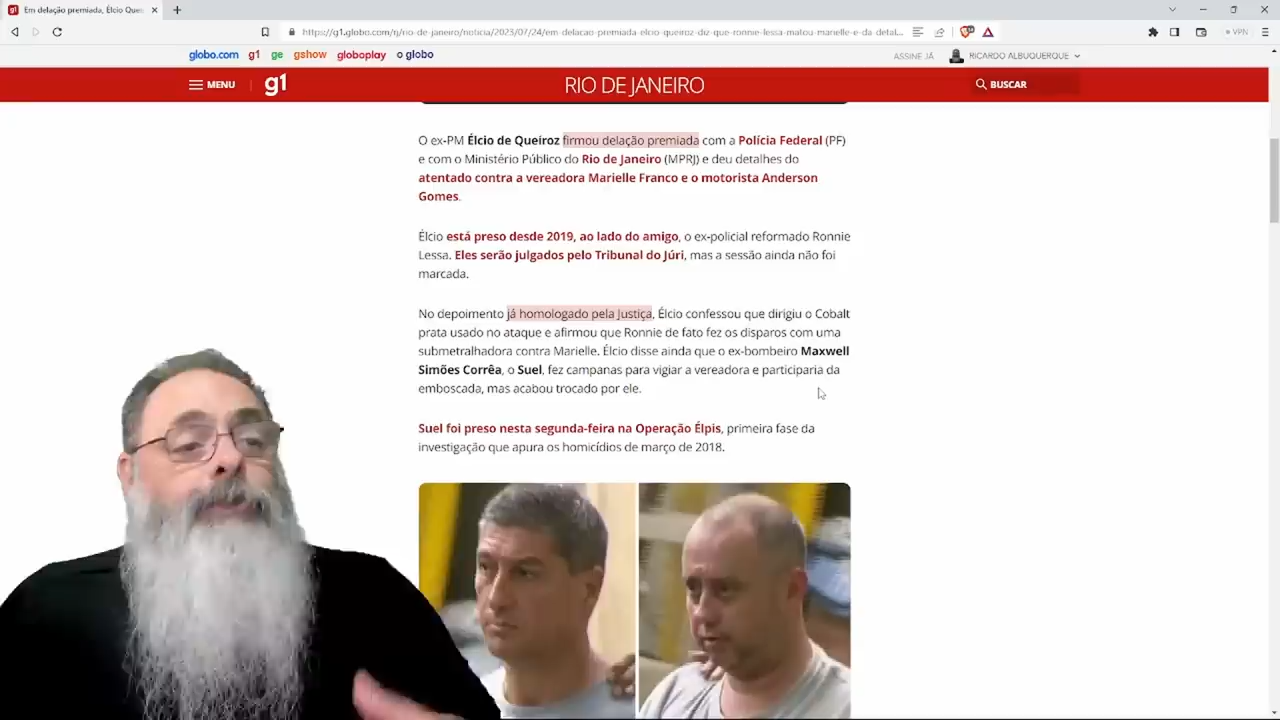 g1 Em delação premiada, Élcio Ques
https://g1.globo.com/rj/rio-de-janeiro/noticia/2023/07/24/em-delacao-premiada-elcio-queiroz-diz-que-ronnie-lessa-matou-marielle-e-da-detal...
VPN
globo.com g1 ge gshow globoplay o globo
ASSINE JÁ RICARDO ALBUQUERQUE
MENU g1 RIO DE JANEIRO BUSCAR
O ex-PM Élcio de Queiroz firmou delação premiada com a Polícia Federal (PF)
e com o Ministério Público do Rio de Janeiro (MPRJ) e deu detalhes do
atentado contra a vereadora Marielle Franco e o motorista Anderson
Gomes.
Élcio está preso desde 2019, ao lado do amigo, o ex-policial reformado Ronnie
Lessa. Eles serão julgados pelo Tribunal do Júri, mas a sessão ainda não foi
marcada.
No depoimento já homologado pela Justiça, Élcio confessou que dirigiu o Cobalt
prata usado no ataque e afirmou que Ronnie de fato fez os disparos com uma
submetralhadora contra Marielle. Élcio disse ainda que o ex-bombeiro Maxwell
Simões Corrêa, o Suel, fez campanas para vigiar a vereadora e participaria da
emboscada, mas acabou trocado por ele.
Suel foi preso nesta segunda-feira na Operação Élpis, primeira fase da
investigação que apura os homicídios de março de 2018.